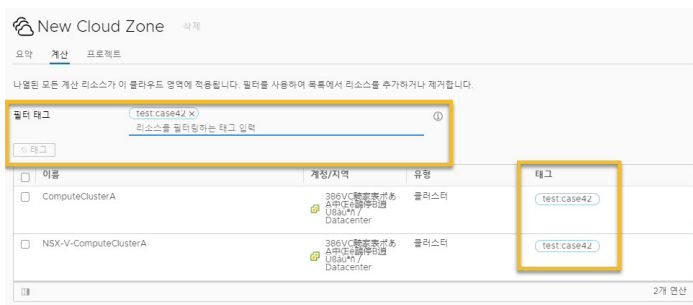 New Cloud Zone 삭제
요약 계산 프로젝트
나열된 모든 계산 리소스가 이 클라우드 영역에 적용됩니다. 필터를 사용하여 목록에서 리소스를 추가하거나 제거합니다.
필터 태그 test:case42 ×
리소스를 필터링하는 태그 입력
태그
이름 계정/지역 유형 태그
ComputeClusterA 386VC 클러스터 test:case42
Datacenter
NSX-V-ComputeClusterA 386VC 클러스터 test:case42
Datacenter
2개 연산